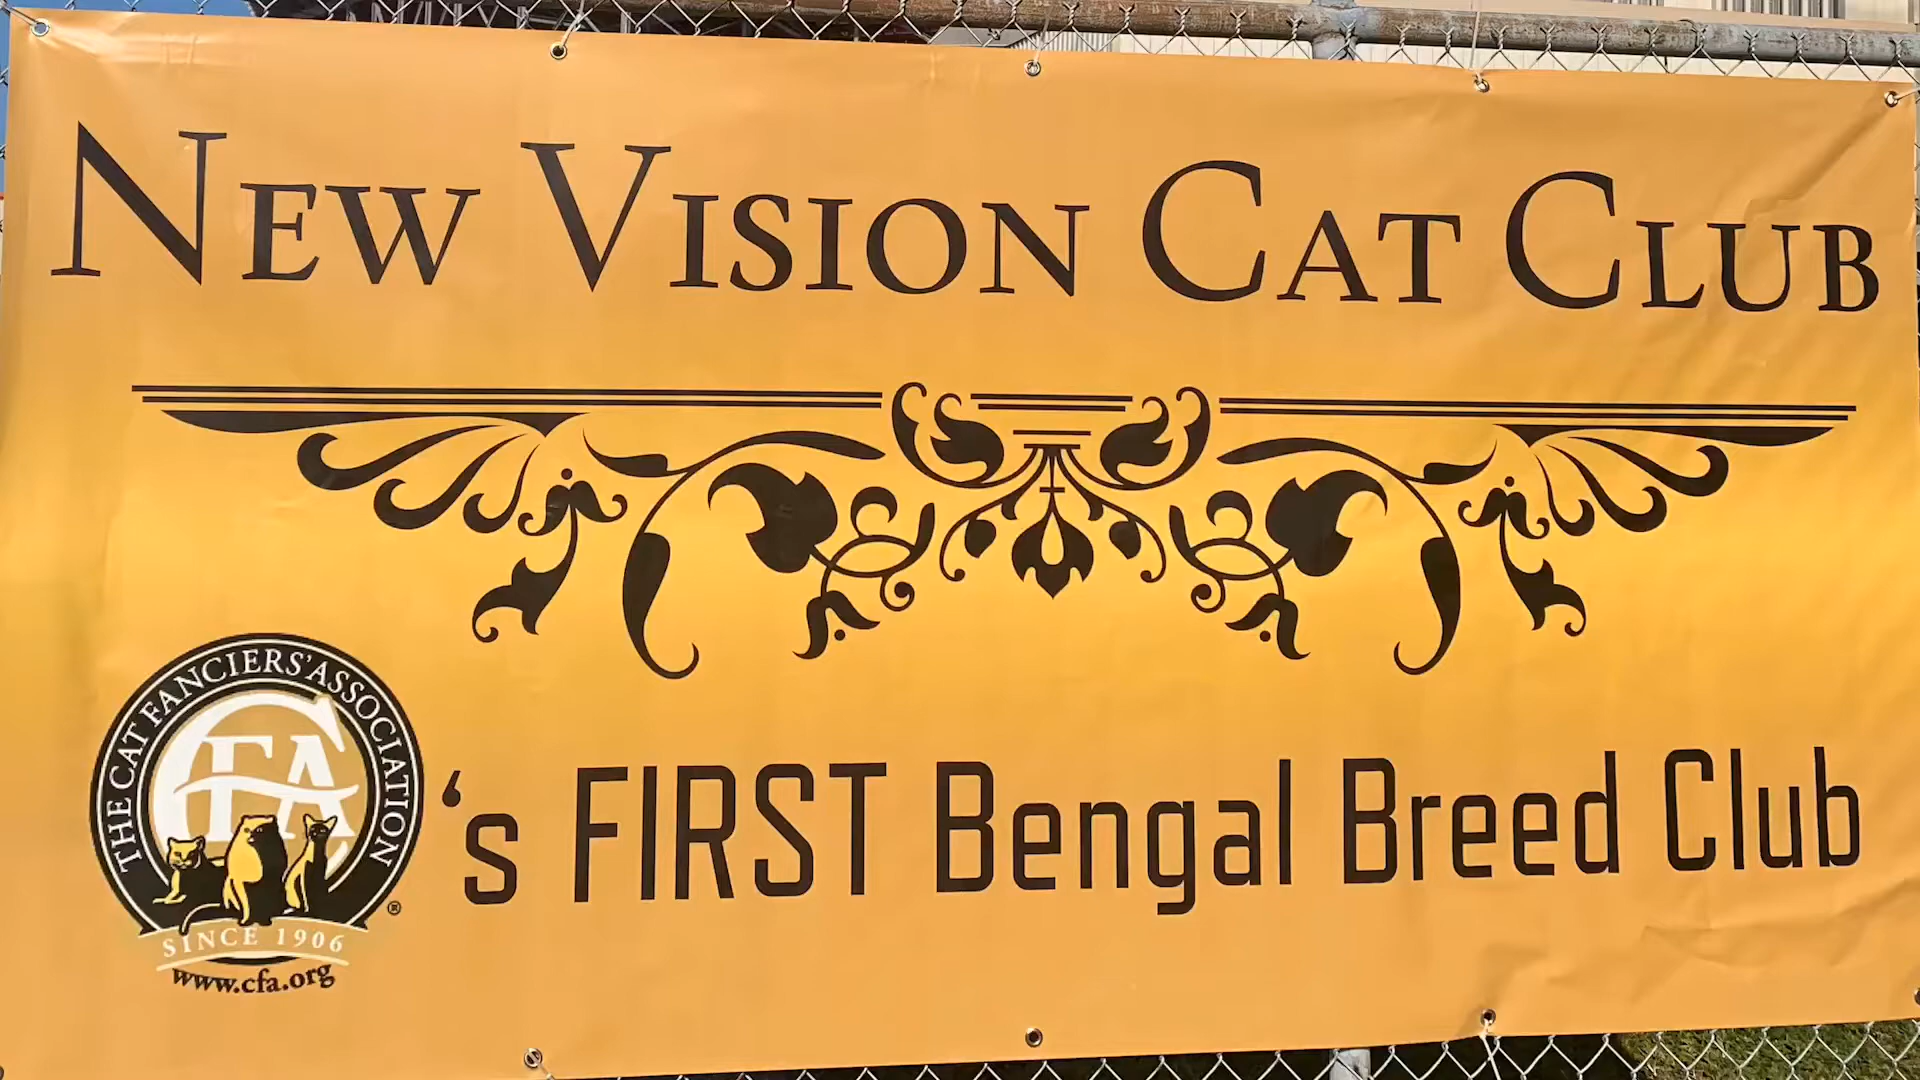 NEW VISION CAT CLUB
THE CAT FANCIERS' ASSOCIATION
CFA
SINCE 1906
www.cfa.org
®
‘s FIRST Bengal Breed Club